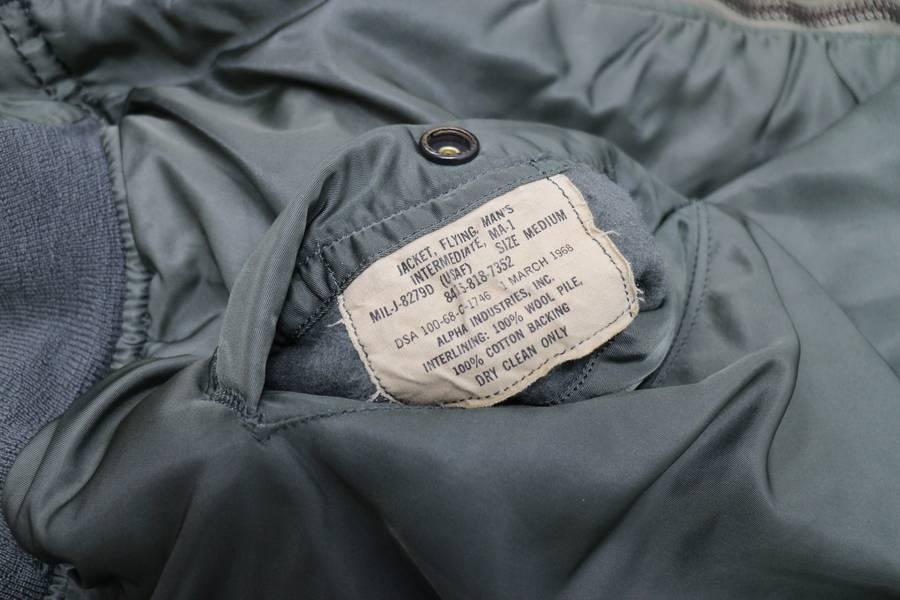 JACKET, FLYING, MAN'S
INTERMEDIATE, MA-1
MIL-J-8279D (USAF) SIZE MEDIUM
8415-818-7352
DSA 100-68-C-1746 1 MARCH 1968
ALPHA INDUSTRIES, INC.
INTERLINING: 100% WOOL PILE,
100% COTTON BACKING
DRY CLEAN ONLY